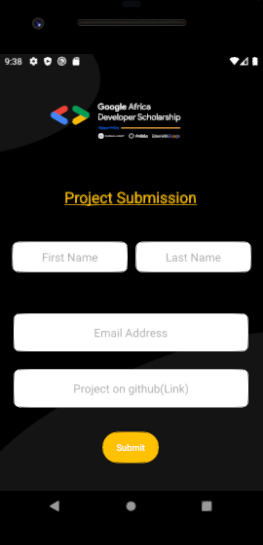 9:38
Google Africa
Developer Scholarship
Project Submission
First Name Last Name
Email Address
Project on github(Link)
Submit